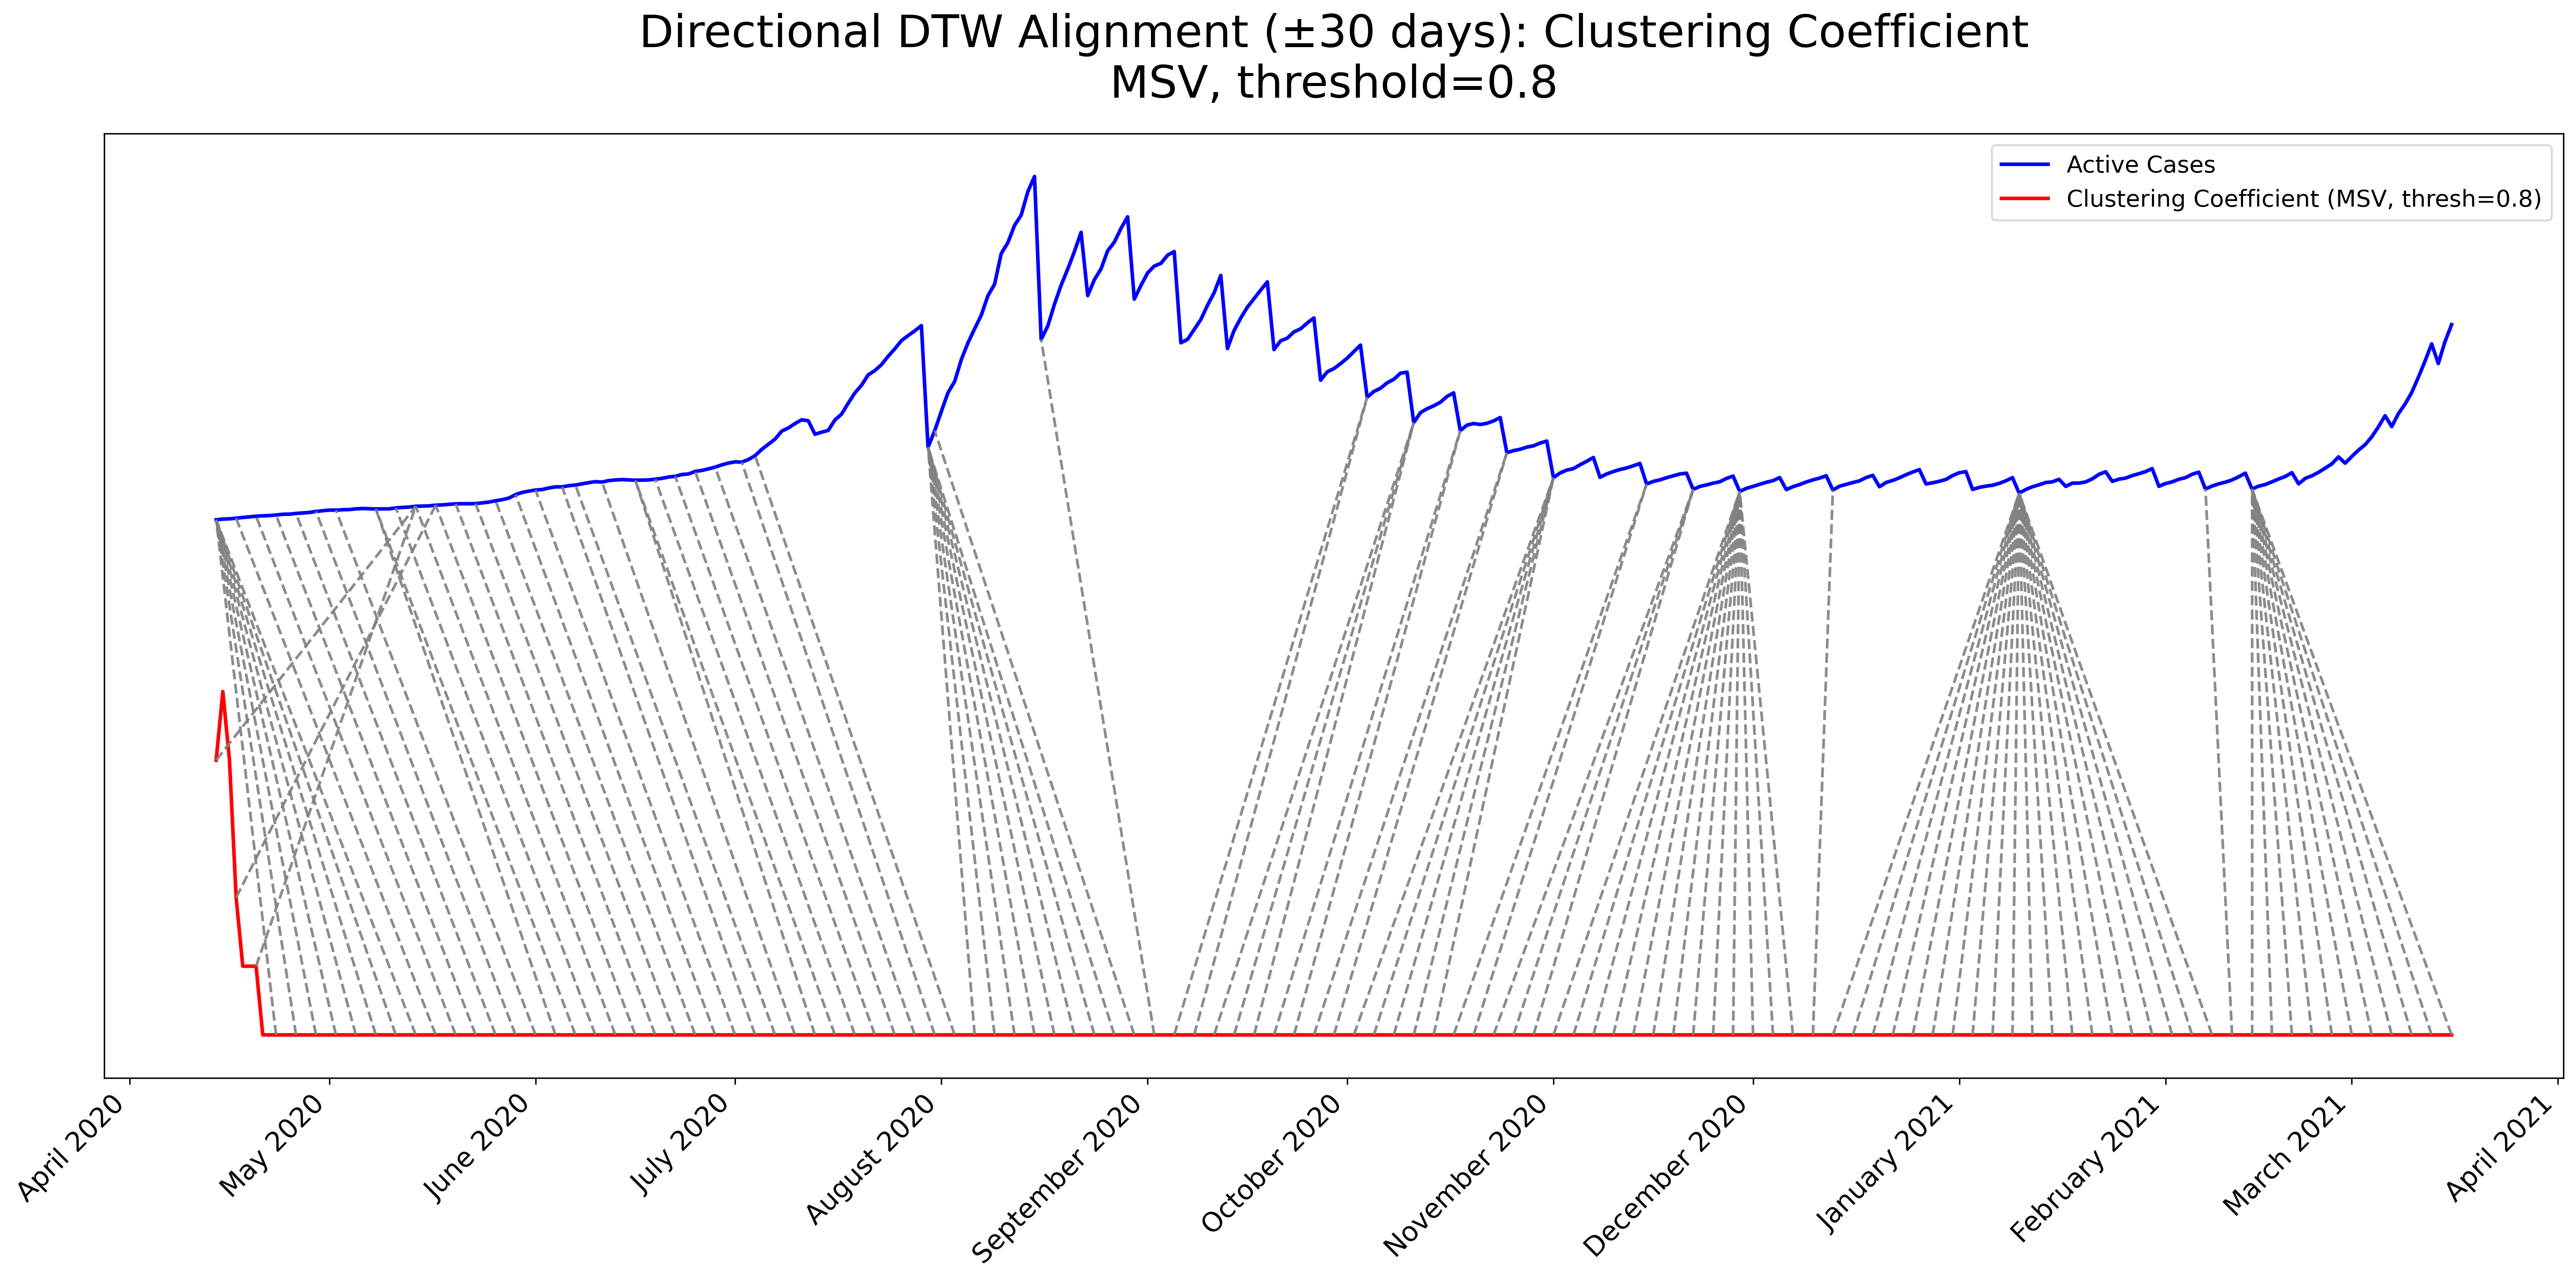 Directional DTW Alignment (±30 days): Clustering Coefficient
MSV, threshold=0.8
Active Cases
Clustering Coefficient (MSV, thresh=0.8)
April 2020
May 2020
June 2020
July 2020
August 2020
September 2020
October 2020
November 2020
December 2020
January 2021
February 2021
March 2021
April 2021